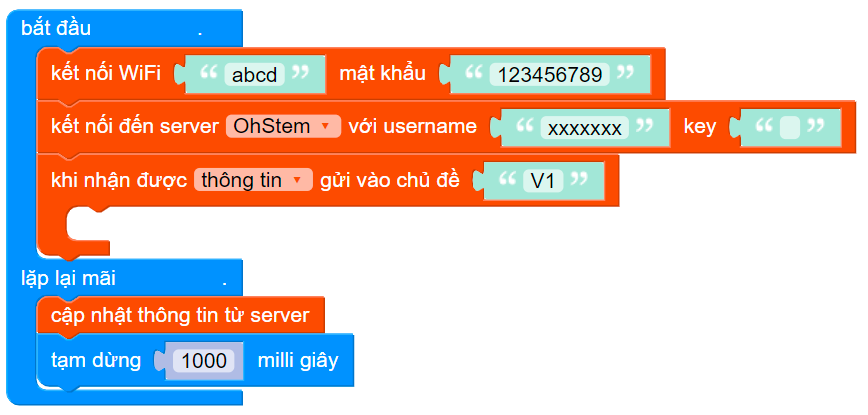 bắt đầu .
kết nối WiFi “ abcd ” mật khẩu “ 123456789 ”
kết nối đến server OhStem với username “ xxxxxxx ” key “ ”
khi nhận được thông tin gửi vào chủ đề “ V1 ”
lặp lại mãi .
cập nhật thông tin từ server
tạm dừng 1000 milli giây